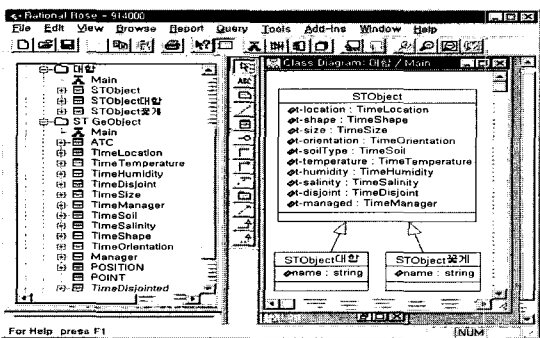 Rational Rose - 914000
File Edit View Browse Report Query Tools Add-Ins Window Help
대합
Main
STObject
STObject대합
STObject꽃게
ST GeObject
Main
ATC
TimeLocation
TimeTemperature
TimeHumidity
TimeDisjoint
TimeSize
TimeManager
TimeSoil
TimeSalinity
TimeShape
TimeOrientation
Manager
POSITION
POINT
TimeDisjointed
ABC
Class Diagram: 대합 / Main
STObject
t-location : TimeLocation
t-shape : TimeShape
t-size : TimeSize
t-orientation : TimeOrientation
t-soilType : TimeSoil
t-temperature : TimeTemperature
t-humidity : TimeHumidity
t-salinity : TimeSalinity
t-disjoint : TimeDisjoint
t-managed : TimeManager
STObject대합
name : string
STObject꽃게
name : string
For Help, press F1
NUM